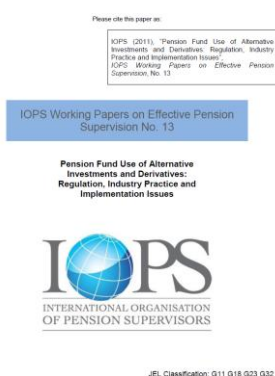 Please cite this paper as:
IOPS (2011), "Pension Fund Use of Alternative
Investments and Derivatives: Regulation, Industry
Practice and Implementation Issues",
IOPS Working Papers on Effective Pension
Supervision, No. 13
IOPS Working Papers on Effective Pension
Supervision No. 13
Pension Fund Use of Alternative
Investments and Derivatives:
Regulation, Industry Practice and
Implementation Issues
IOPS
INTERNATIONAL ORGANISATION
OF PENSION SUPERVISORS
JEL Classification: G11 G18 G23 G32